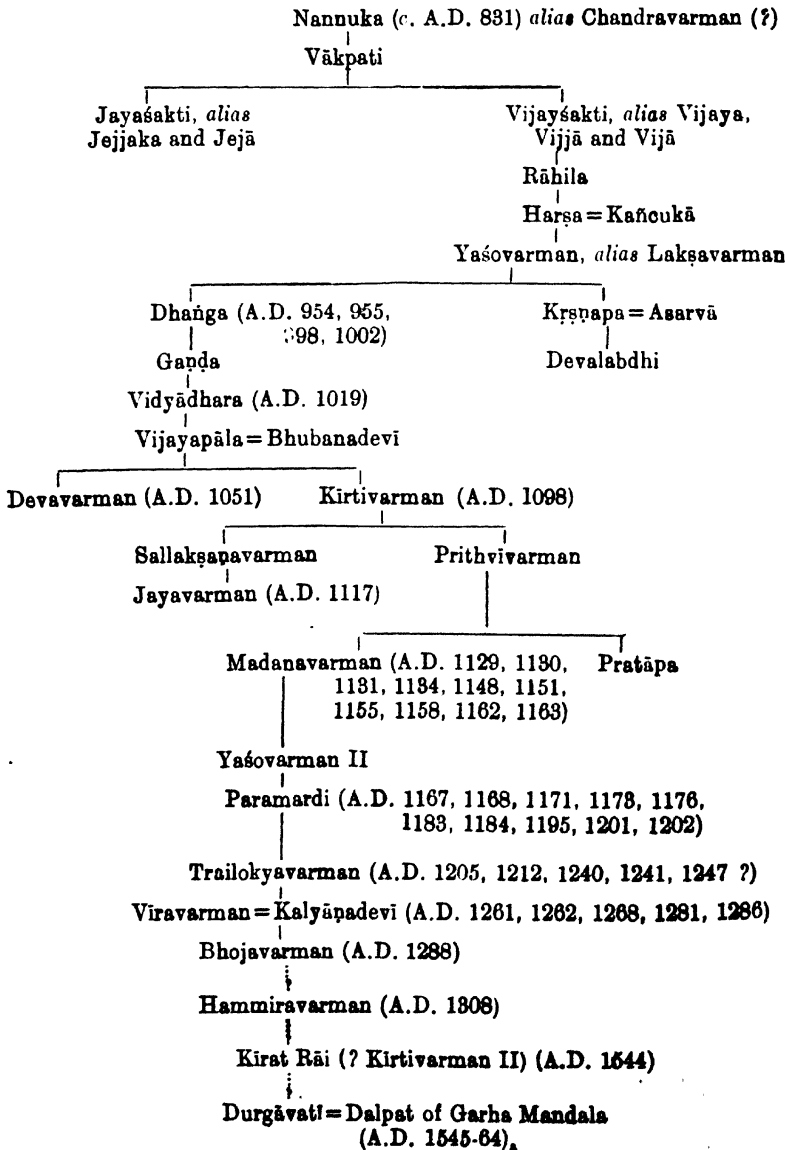 Nannuka (c. A.D. 831) alias Chandravarman (?)
Vākpati
Jayaśakti, alias
Jejjaka and Jejā
Vijayśakti, alias Vijaya,
Vijjā and Vijā
Rāhila
Harṣa=Kañcukā
Yaśovarman, alias Lakṣavarman
Dhaṅga (A.D. 954, 955,
998, 1002)
Kṛṣṇapa=Asarvā
Gaṇḍa
Devalabdhi
Vidyādhara (A.D. 1019)
Vijayapāla=Bhubanadevī
Devavarman (A.D. 1051)
Kīrtivarman (A.D. 1098)
Sallakṣaṇavarman
Prithvīvarman
Jayavarman (A.D. 1117)
Madanavarman (A.D. 1129, 1130,
1131, 1134, 1148, 1151,
1155, 1158, 1162, 1163)
Pratāpa
Yaśovarman II
Paramardi (A.D. 1167, 1168, 1171, 1173, 1176,
1183, 1184, 1195, 1201, 1202)
Trailokyavarman (A.D. 1205, 1212, 1240, 1241, 1247 ?)
Vīravarman=Kalyāṇadevī (A.D. 1261, 1262, 1268, 1281, 1286)
Bhojavarman (A.D. 1288)
Hammīravarman (A.D. 1308)
Kīrat Rāi (? Kīrtivarman II) (A.D. 1544)
Durgāvatī=Dalpat of Garha Mandala
(A.D. 1545-64).